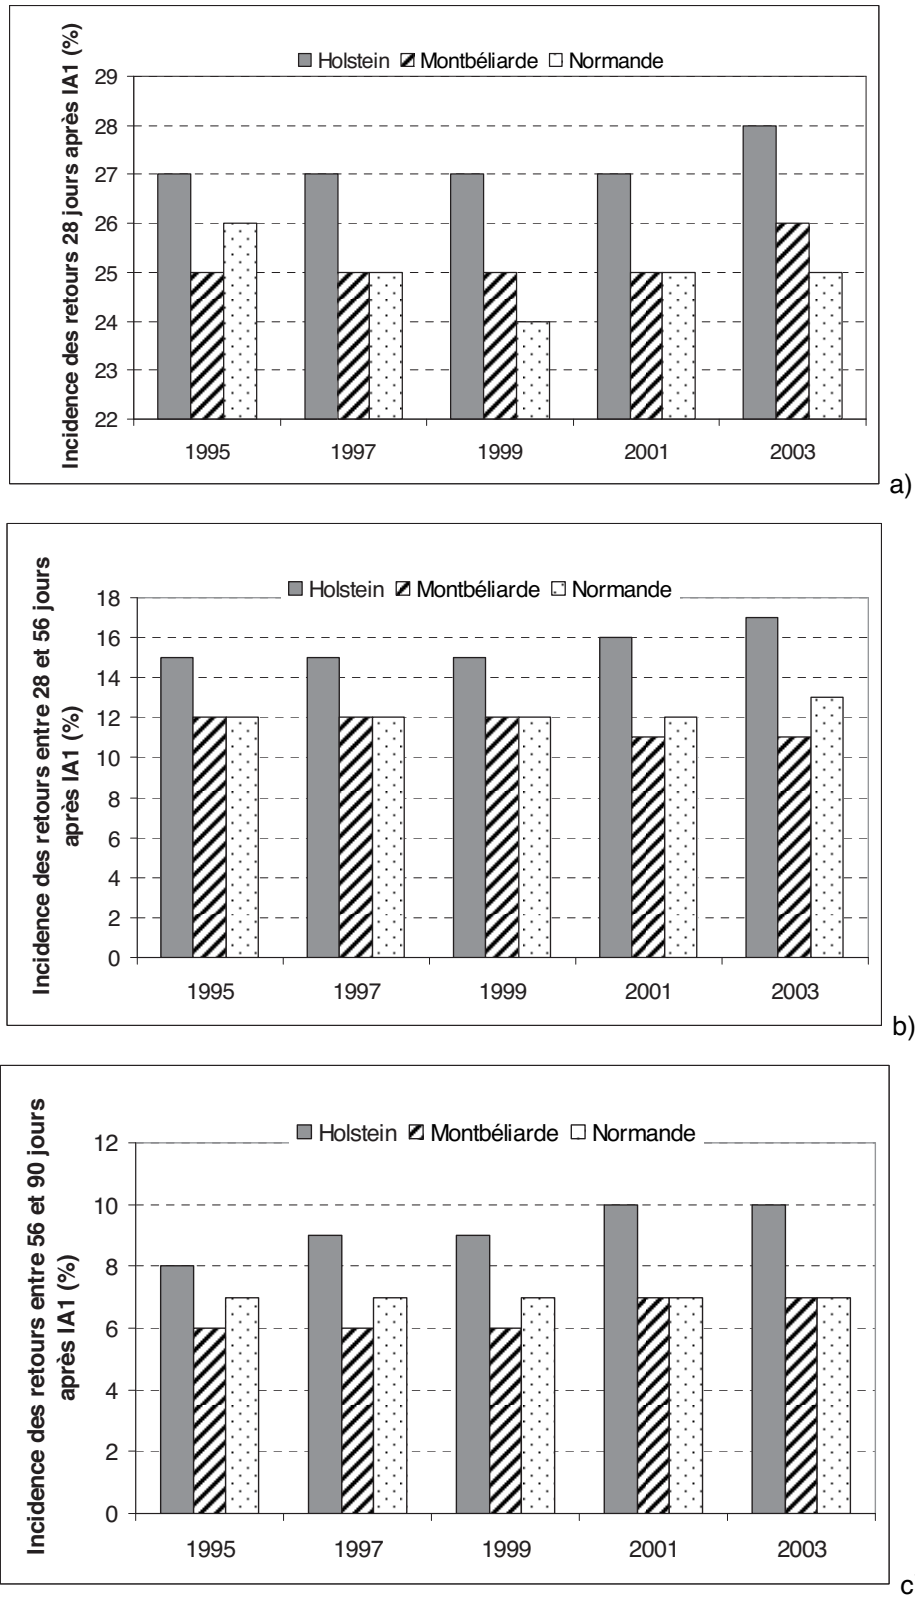 Incidence des retours 28 jours après IA1 (%)
Holstein Montbéliarde Normande
29
28
27
26
25
24
23
22
1995 1997 1999 2001 2003
a)
Incidence des retours entre 28 et 56 jours
après IA1 (%)
Holstein Montbéliarde Normande
18
16
14
12
10
8
6
4
2
0
1995 1997 1999 2001 2003
b)
Incidence des retours entre 56 et 90 jours
après IA1 (%)
Holstein Montbéliarde Normande
12
10
8
6
4
2
0
1995 1997 1999 2001 2003
c